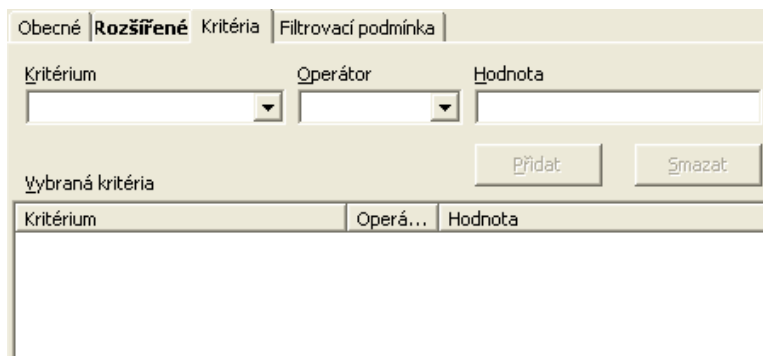 Obecné Rozšířené Kritéria Filtrovací podmínka
Kritérium Operátor Hodnota
Přidat Smazat
Vybraná kritéria
Kritérium Operá... Hodnota